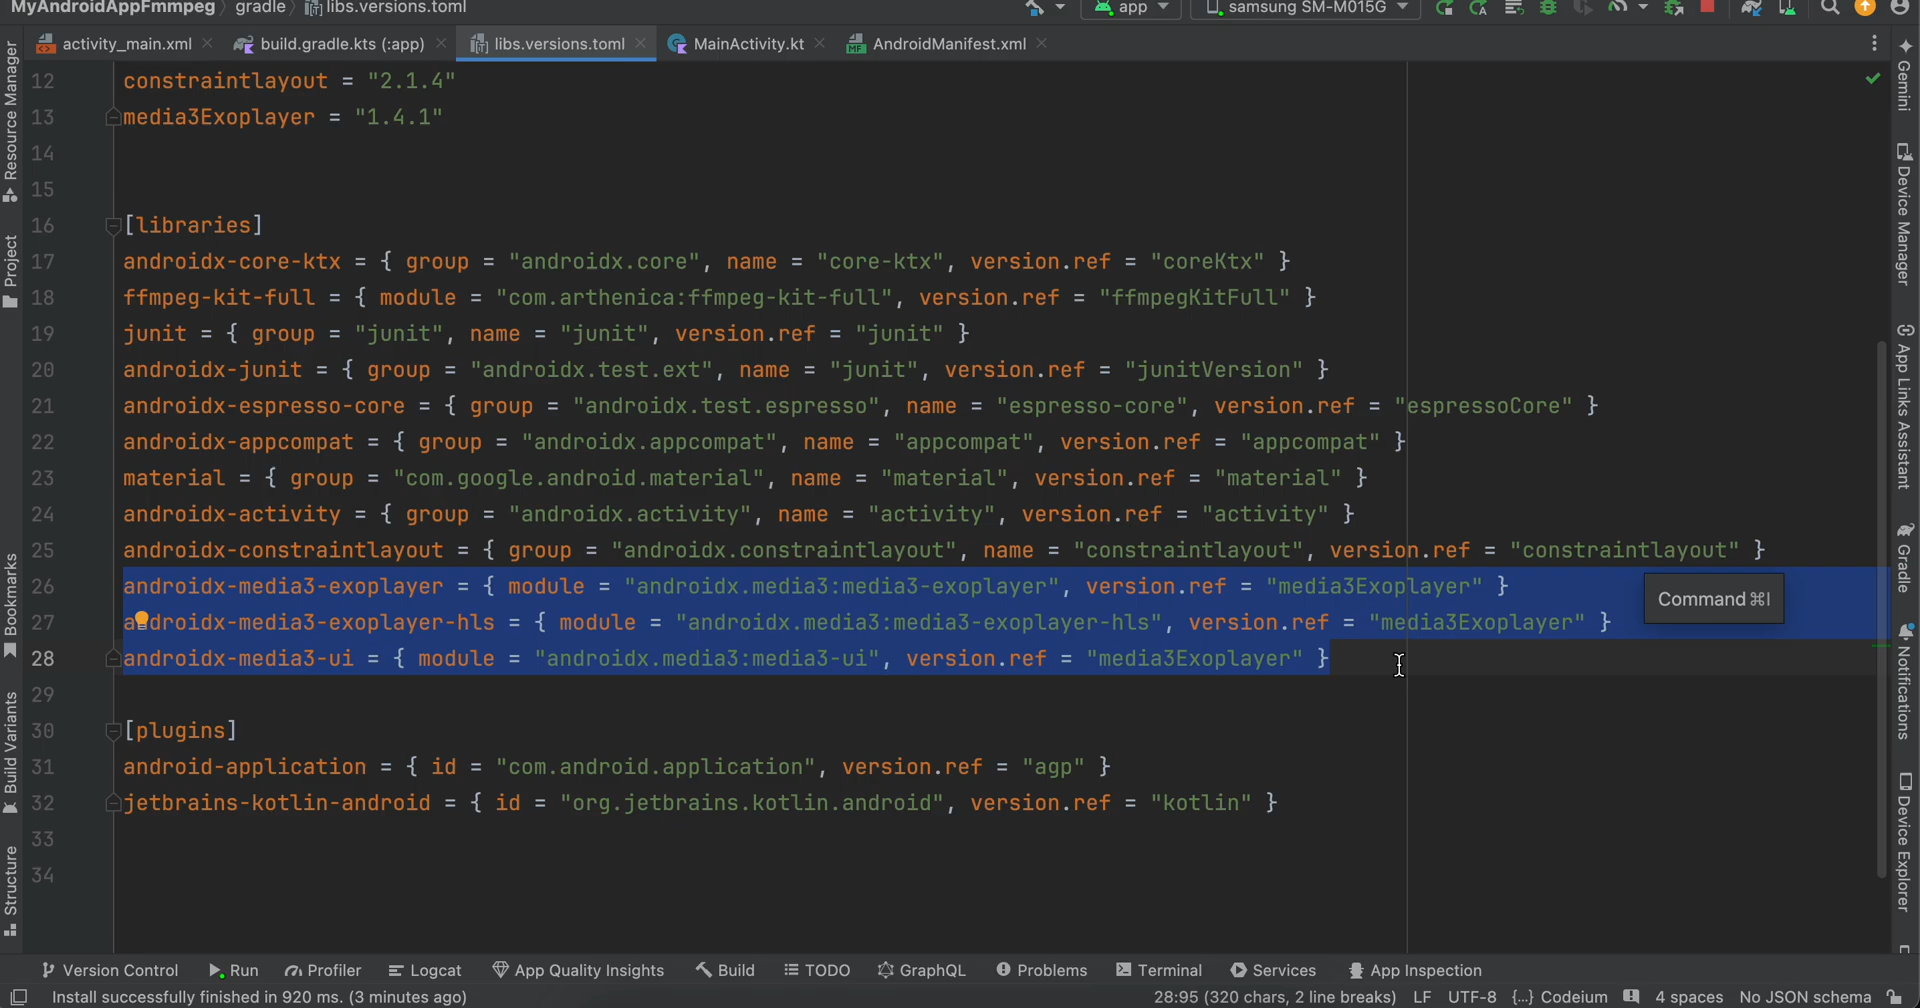 MyAndroidAppFmmpeg gradle libs.versions.toml app samsung SM-M015G
activity_main.xml build.gradle.kts (:app) libs.versions.toml MainActivity.kt AndroidManifest.xml
12 constraintlayout = "2.1.4"
13 media3Exoplayer = "1.4.1"
14
15
16 [libraries]
17 androidx-core-ktx = { group = "androidx.core", name = "core-ktx", version.ref = "coreKtx" }
18 ffmpeg-kit-full = { module = "com.arthenica:ffmpeg-kit-full", version.ref = "ffmpegKitFull" }
19 junit = { group = "junit", name = "junit", version.ref = "junit" }
20 androidx-junit = { group = "androidx.test.ext", name = "junit", version.ref = "junitVersion" }
21 androidx-espresso-core = { group = "androidx.test.espresso", name = "espresso-core", version.ref = "espressoCore" }
22 androidx-appcompat = { group = "androidx.appcompat", name = "appcompat", version.ref = "appcompat" }
23 material = { group = "com.google.android.material", name = "material", version.ref = "material" }
24 androidx-activity = { group = "androidx.activity", name = "activity", version.ref = "activity" }
25 androidx-constraintlayout = { group = "androidx.constraintlayout", name = "constraintlayout", version.ref = "constraintlayout" }
26 androidx-media3-exoplayer = { module = "androidx.media3:media3-exoplayer", version.ref = "media3Exoplayer" }
Command ⌘I
27 androidx-media3-exoplayer-hls = { module = "androidx.media3:media3-exoplayer-hls", version.ref = "media3Exoplayer" }
28 androidx-media3-ui = { module = "androidx.media3:media3-ui", version.ref = "media3Exoplayer" }
29
30 [plugins]
31 android-application = { id = "com.android.application", version.ref = "agp" }
32 jetbrains-kotlin-android = { id = "org.jetbrains.kotlin.android", version.ref = "kotlin" }
33
34
Resource Manager
Project
Bookmarks
Build Variants
Structure
Gemini
Device Manager
App Links Assistant
Gradle
Notifications
Device Explorer
Version Control Run Profiler Logcat App Quality Insights Build TODO GraphQL Problems Terminal Services App Inspection
Install successfully finished in 920 ms. (3 minutes ago) 28:95 (320 chars, 2 line breaks) LF UTF-8 {...} Codeium 4 spaces No JSON schema